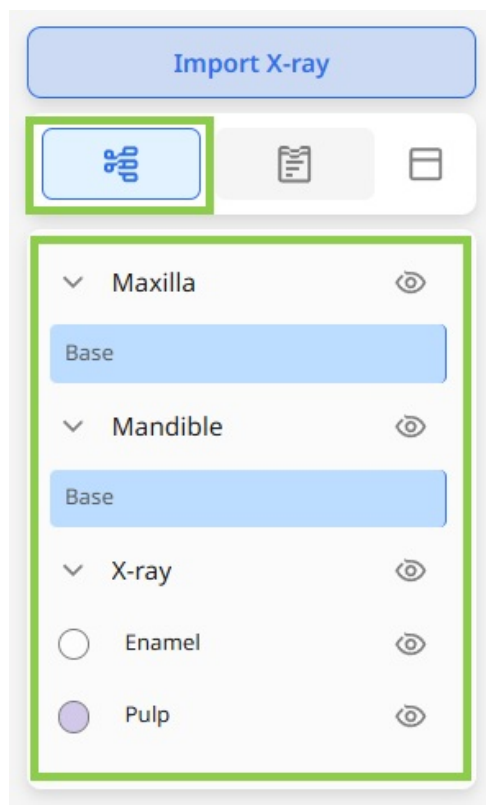 Import X-ray
Maxilla
Base
Mandible
Base
X-ray
Enamel
Pulp